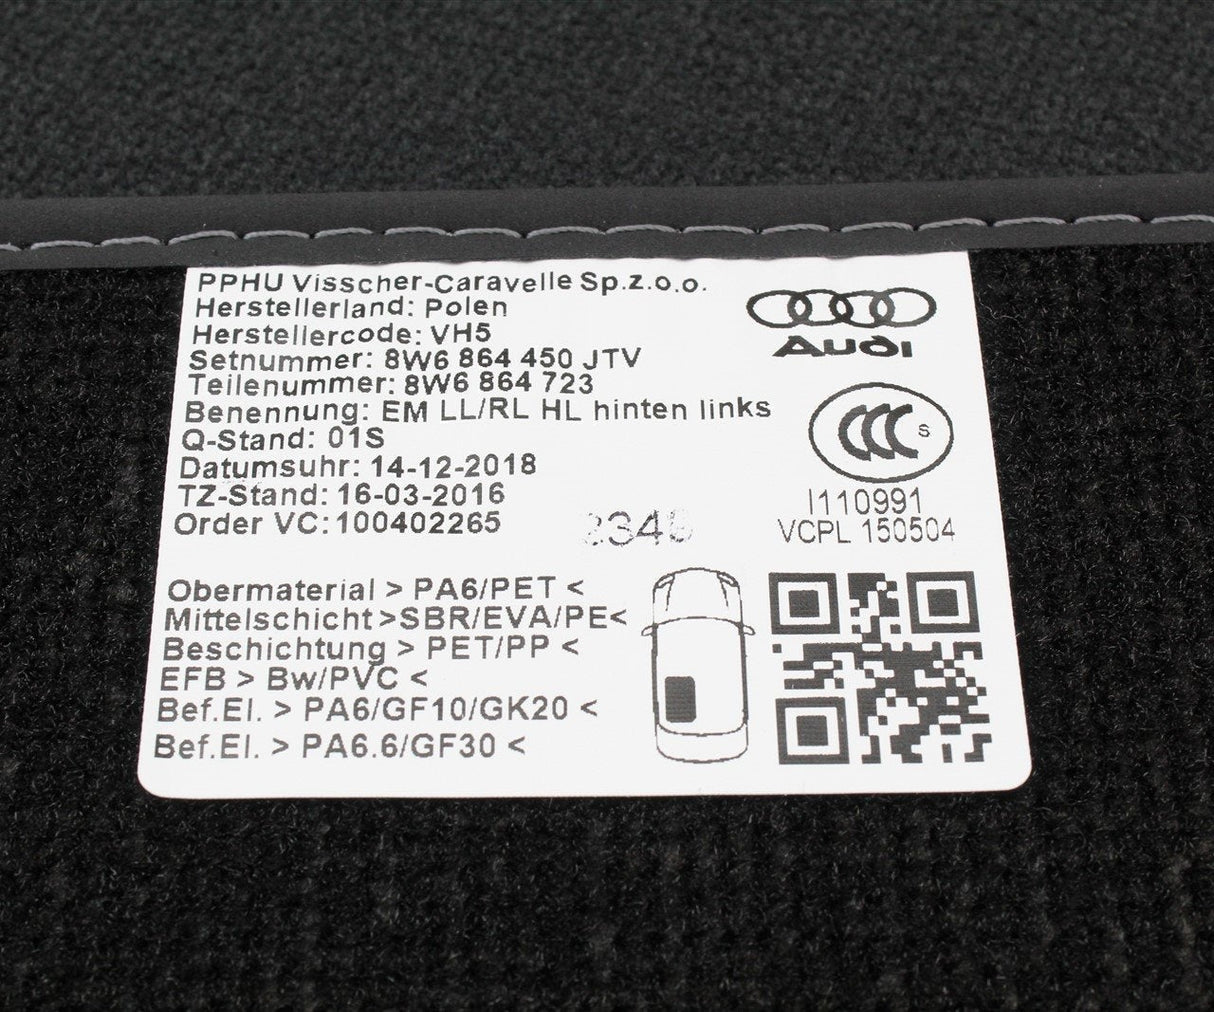 PPHU Visscher-Caravelle Sp.z.o.o.
Herstellerland: Polen
Herstellercode: VH5
Setnummer: 8W6 864 450 JTV
Teilenummer: 8W6 864 723
Benennung: EM LL/RL HL hinten links
Q-Stand: 01S
Datumsuhr: 14-12-2018
TZ-Stand: 16-03-2016
Order VC:100402265
Audi
CCC S
I110991
VCPL 150504
Obermaterial > PA6/PET <
Mittelschicht >SBR/EVA/PE<
Beschichtung > PET/PP <
EFB > Bw/PVC <
Bef.El. > PA6/GF10/GK20 <
Bef.El. > PA6.6/GF30 <